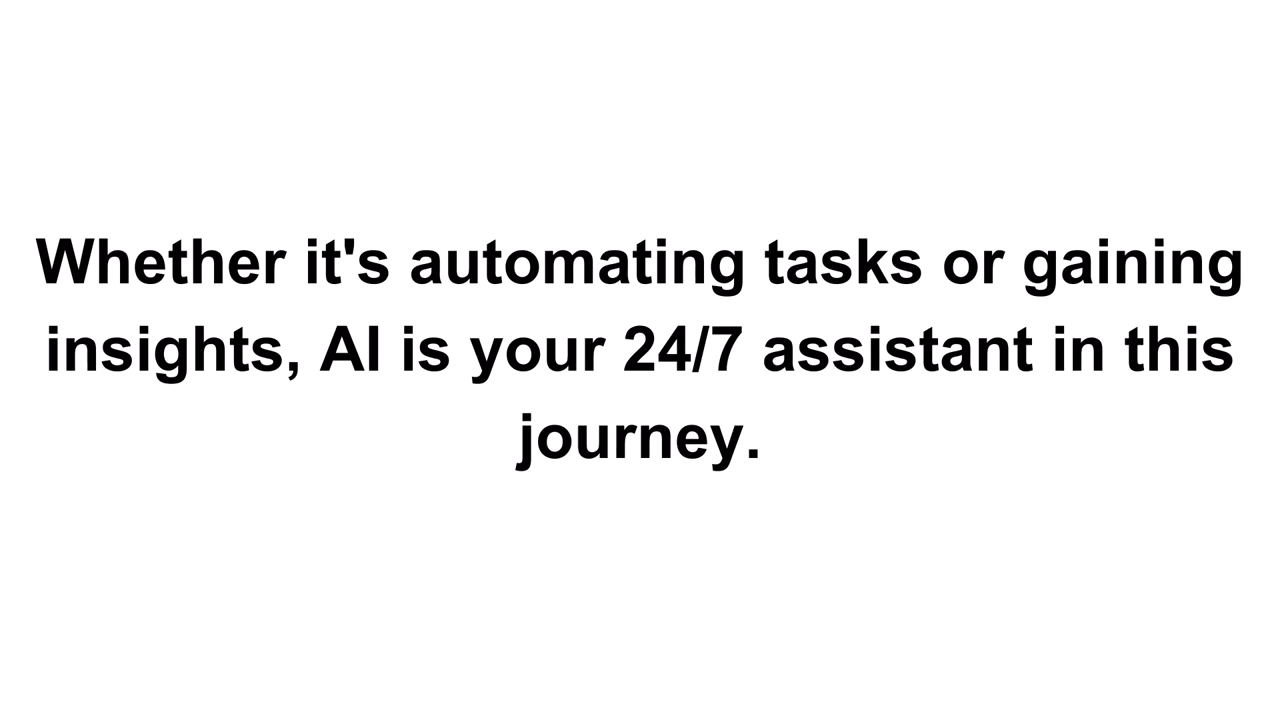 Whether it's automating tasks or gaining
insights, AI is your 24/7 assistant in this
journey.